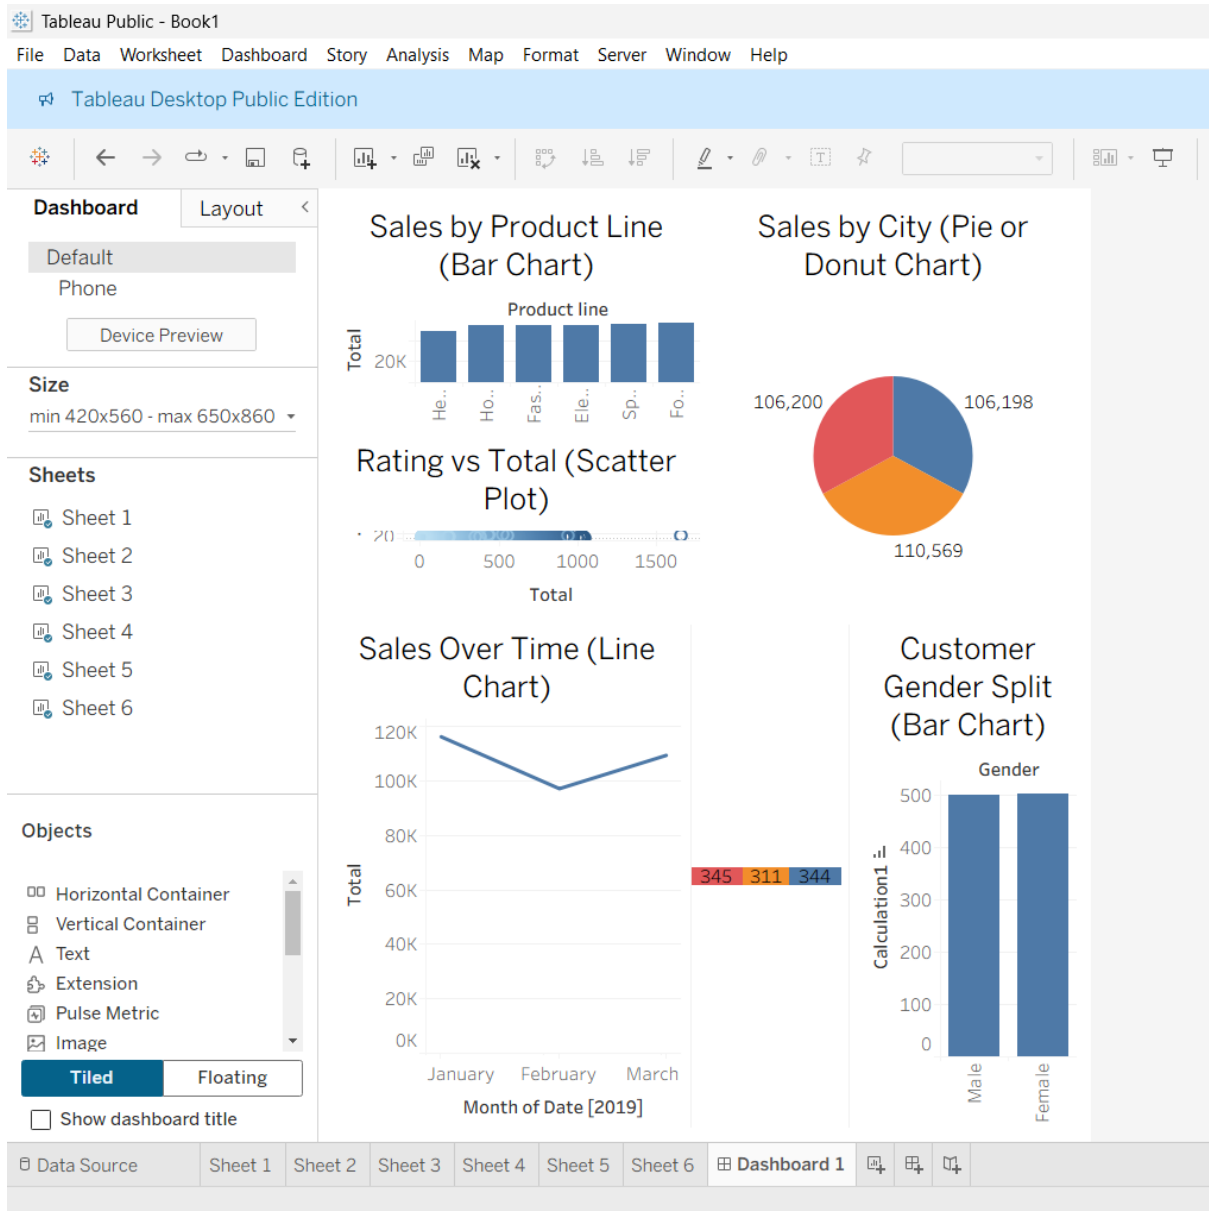 Tableau Public - Book1
File Data Worksheet Dashboard Story Analysis Map Format Server Window Help
Tableau Desktop Public Edition
Dashboard Layout
Default
Phone
Device Preview
Size
min 420x560 - max 650x860
Sheets
Sheet 1
Sheet 2
Sheet 3
Sheet 4
Sheet 5
Sheet 6
Objects
Horizontal Container
Vertical Container
Text
Extension
Pulse Metric
Image
Tiled Floating
Show dashboard title
Sales by Product Line
(Bar Chart)
Product line
Total
20K
He..
Ho..
Fas..
Ele..
Sp..
Fo..
Sales by City (Pie or
Donut Chart)
106,200
106,198
110,569
Rating vs Total (Scatter
Plot)
20
0 500 1000 1500
Total
Sales Over Time (Line
Chart)
120K
100K
80K
60K
40K
20K
0K
Total
January February March
Month of Date [2019]
345 311 344
Customer
Gender Split
(Bar Chart)
Gender
500
400
300
200
100
0
Calculation1
Male
Female
Data Source Sheet 1 Sheet 2 Sheet 3 Sheet 4 Sheet 5 Sheet 6 Dashboard 1